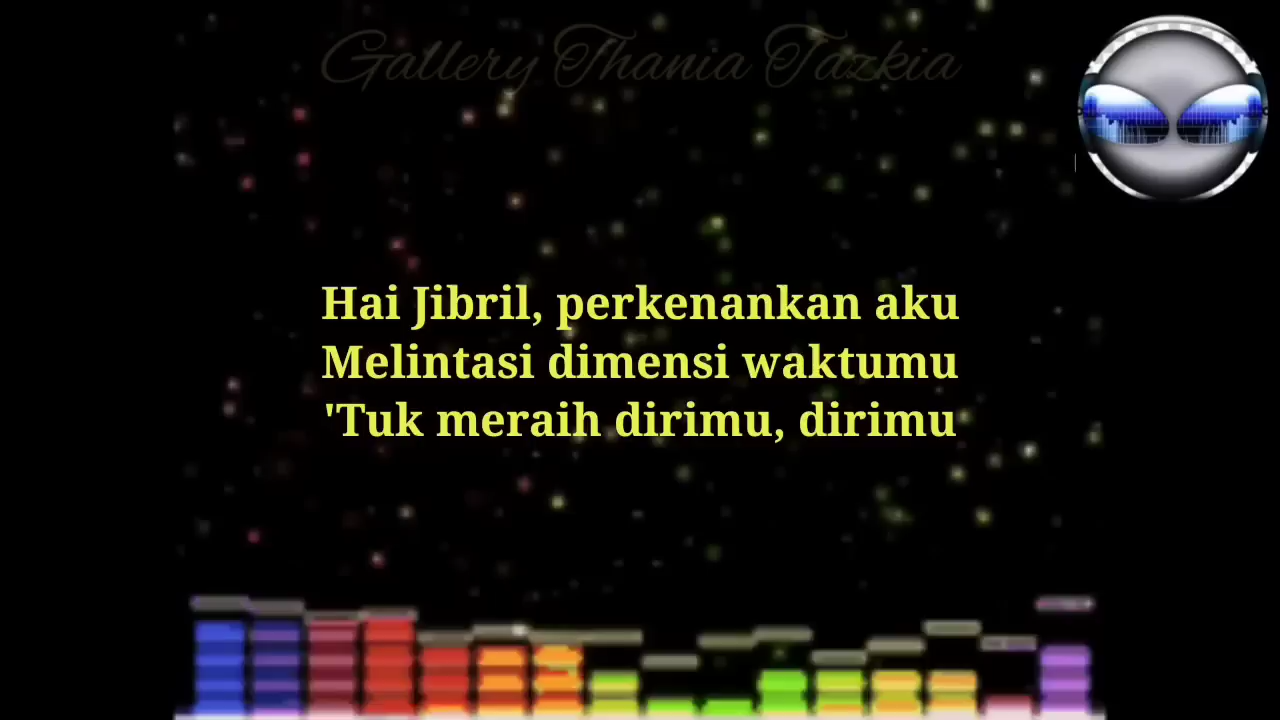 Gallery Thania Tazkia
Hai Jibril, perkenankan aku
Melintasi dimensi waktumu
'Tuk meraih dirimu, dirimu